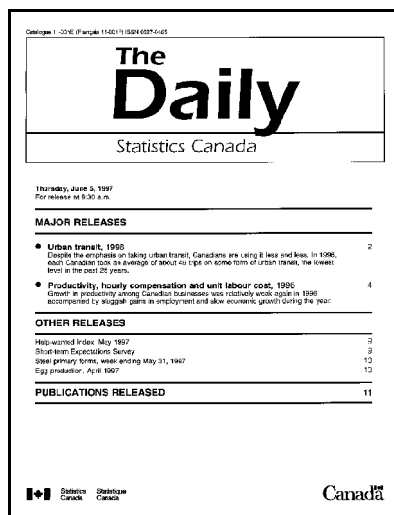 Catalogue 11-001E (Français 11-001F) ISSN 0827-0465
The
Daily
Statistics Canada
Thursday, June 5, 1997
For release at 8:30 a.m.
MAJOR RELEASES
● Urban transit, 1996 2
Despite the emphasis on taking urban transit, Canadians are using it less and less. In 1996,
each Canadian took an average of about 48 trips on some form of urban transit, the lowest
level in the past 25 years.
● Productivity, hourly compensation and unit labour cost, 1996 4
Growth in productivity among Canadian businesses was relatively weak again in 1996
accompanied by sluggish gains in employment and slow economic growth during the year.
OTHER RELEASES
Help-wanted Index, May 1997 9
Short-term Expectations Survey 9
Steel primary forms, week ending May 31, 1997 10
Egg production, April 1997 10
PUBLICATIONS RELEASED 11
Statistics Statistique
Canada Canada
Canada